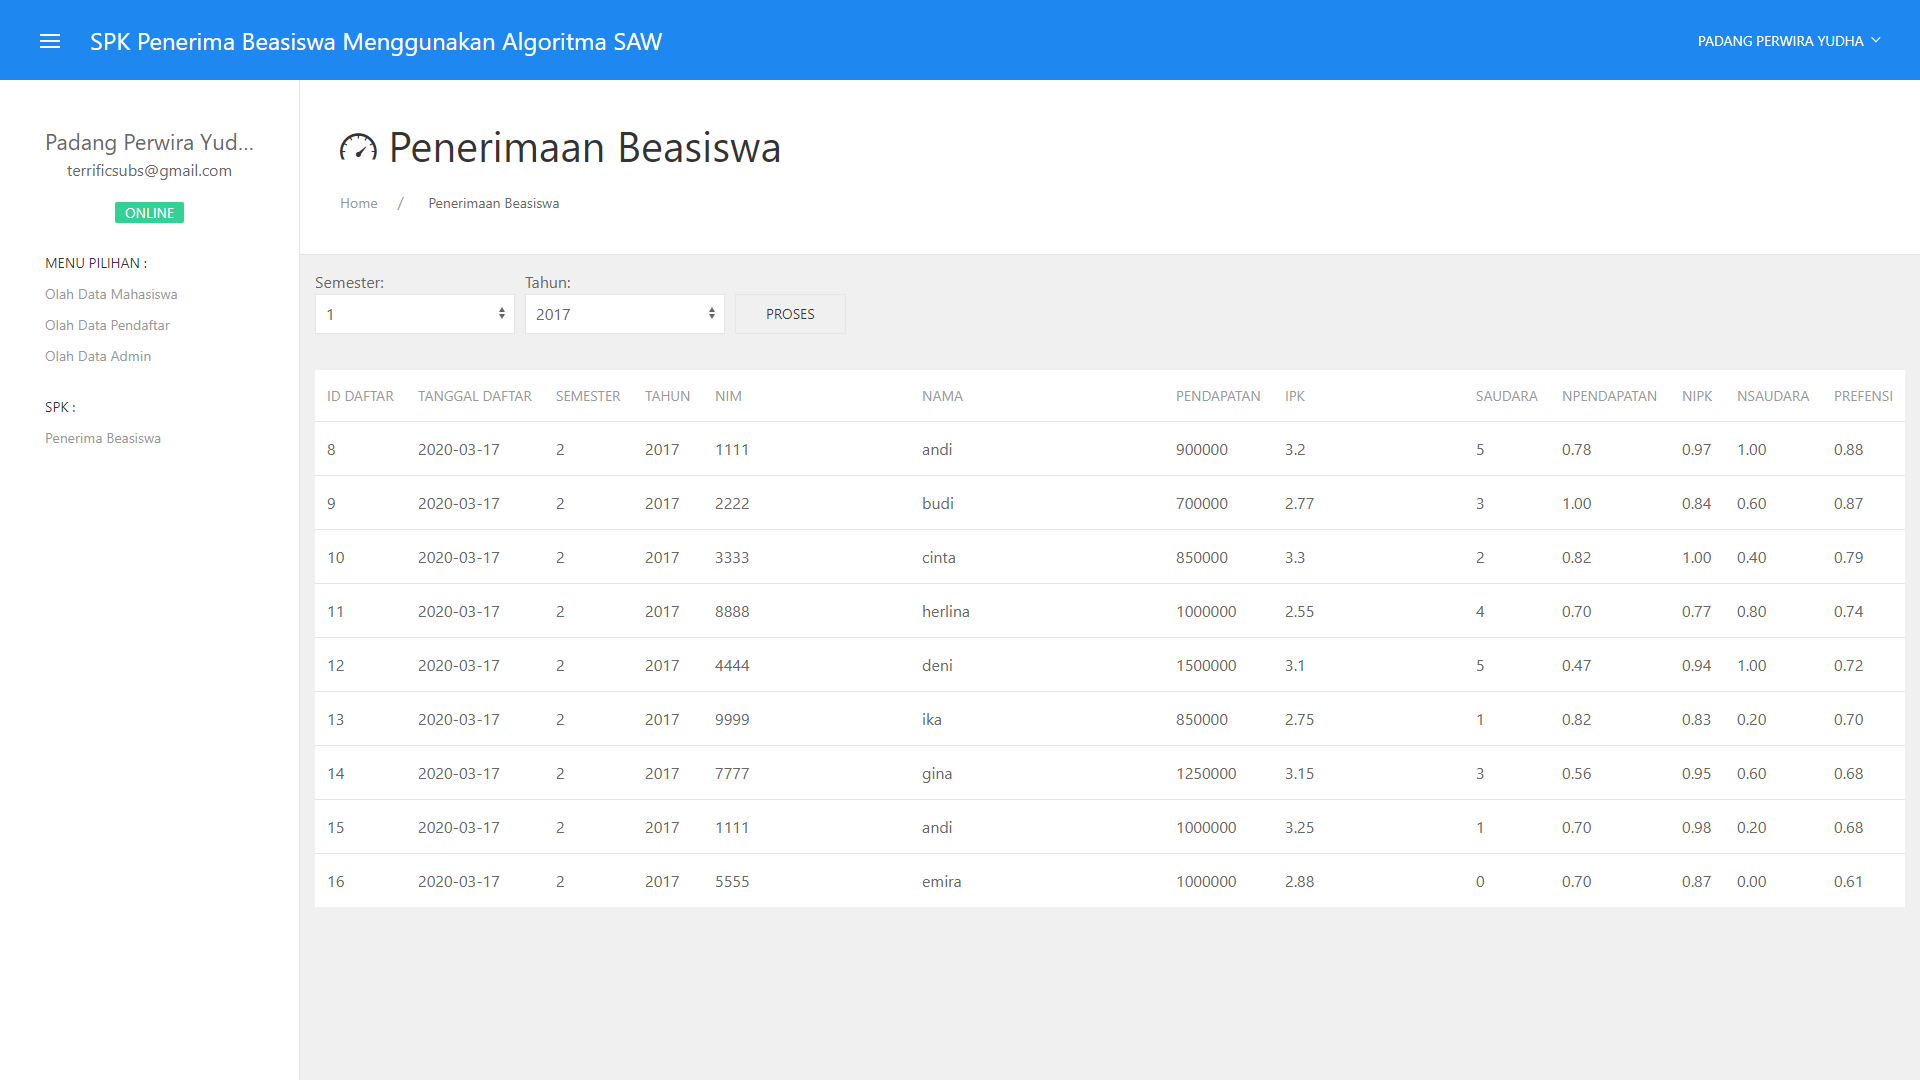 SPK Penerima Beasiswa Menggunakan Algoritma SAW
PADANG PERWIRA YUDHA
Padang Perwira Yud...
terrificsubs@gmail.com
ONLINE
MENU PILIHAN :
Olah Data Mahasiswa
Olah Data Pendaftar
Olah Data Admin
SPK :
Penerima Beasiswa
Penerimaan Beasiswa
Home / Penerimaan Beasiswa
Semester: Tahun:
1 2017 PROSES
ID DAFTAR TANGGAL DAFTAR SEMESTER TAHUN NIM NAMA PENDAPATAN IPK SAUDARA NPENDAPATAN NIPK NSAUDARA PREFENSI
8 2020-03-17 2 2017 1111 andi 900000 3.2 5 0.78 0.97 1.00 0.88
9 2020-03-17 2 2017 2222 budi 700000 2.77 3 1.00 0.84 0.60 0.87
10 2020-03-17 2 2017 3333 cinta 850000 3.3 2 0.82 1.00 0.40 0.79
11 2020-03-17 2 2017 8888 herlina 1000000 2.55 4 0.70 0.77 0.80 0.74
12 2020-03-17 2 2017 4444 deni 1500000 3.1 5 0.47 0.94 1.00 0.72
13 2020-03-17 2 2017 9999 ika 850000 2.75 1 0.82 0.83 0.20 0.70
14 2020-03-17 2 2017 7777 gina 1250000 3.15 3 0.56 0.95 0.60 0.68
15 2020-03-17 2 2017 1111 andi 1000000 3.25 1 0.70 0.98 0.20 0.68
16 2020-03-17 2 2017 5555 emira 1000000 2.88 0 0.70 0.87 0.00 0.61